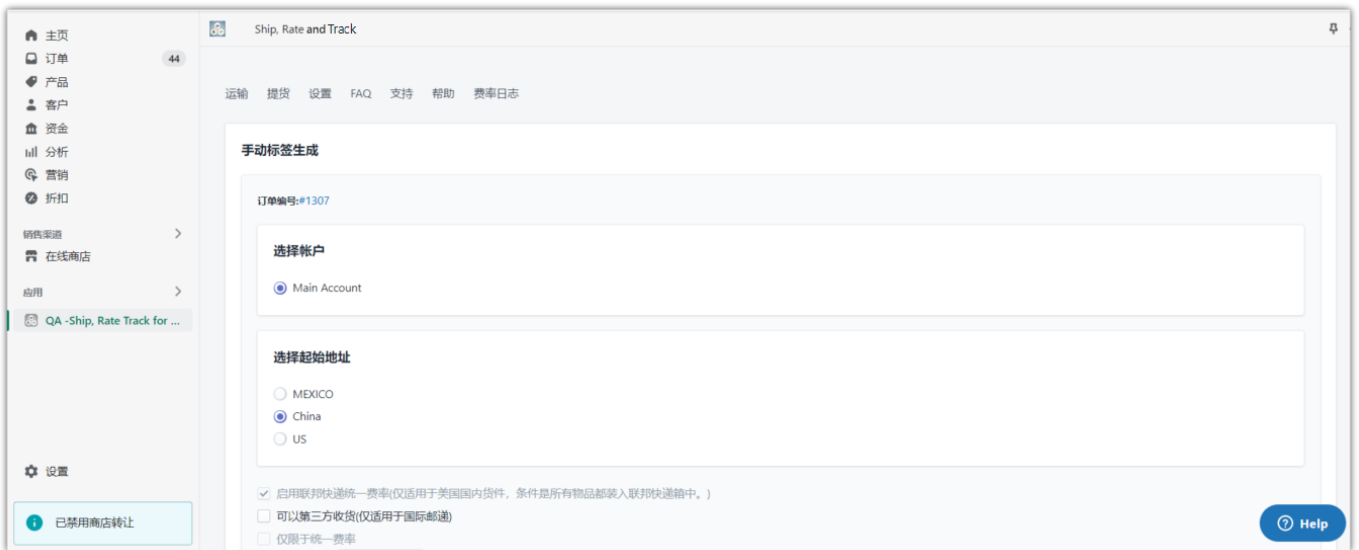 主页
订单 44
产品
客户
资金
分析
营销
折扣
销售渠道
在线商店
应用
QA -Ship, Rate Track for ...
设置
已禁用商店转让
Ship, Rate and Track
运输 提货 设置 FAQ 支持 帮助 费率日志
手动标签生成
订单编号:#1307
选择帐户
Main Account
选择起始地址
MEXICO
China
US
启用联邦快递统一费率(仅适用于美国国内货件，条件是所有物品都装入联邦快递箱中。)
可以第三方收货(仅适用于国际邮递)
仅限于统一费率
Help